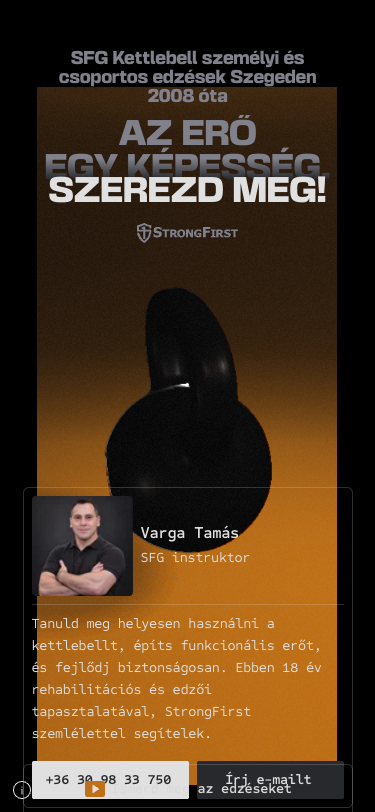 SFG Kettlebell személyi és
csoportos edzések Szegeden
2008 óta
AZ ERŐ
EGY KÉPESSÉG.
SZEREZD MEG!
STRONGFIRST
Varga Tamás
SFG instruktor
Tanuld meg helyesen használni a
kettlebellt, építs funkcionális erőt,
és fejlődj biztonságosan. Ebben 18 év
rehabilitációs és edzői
tapasztalatával, StrongFirst
szemlélettel segítelek.
+36 30 98 33 750
Írj e-mailt
az edzéseket